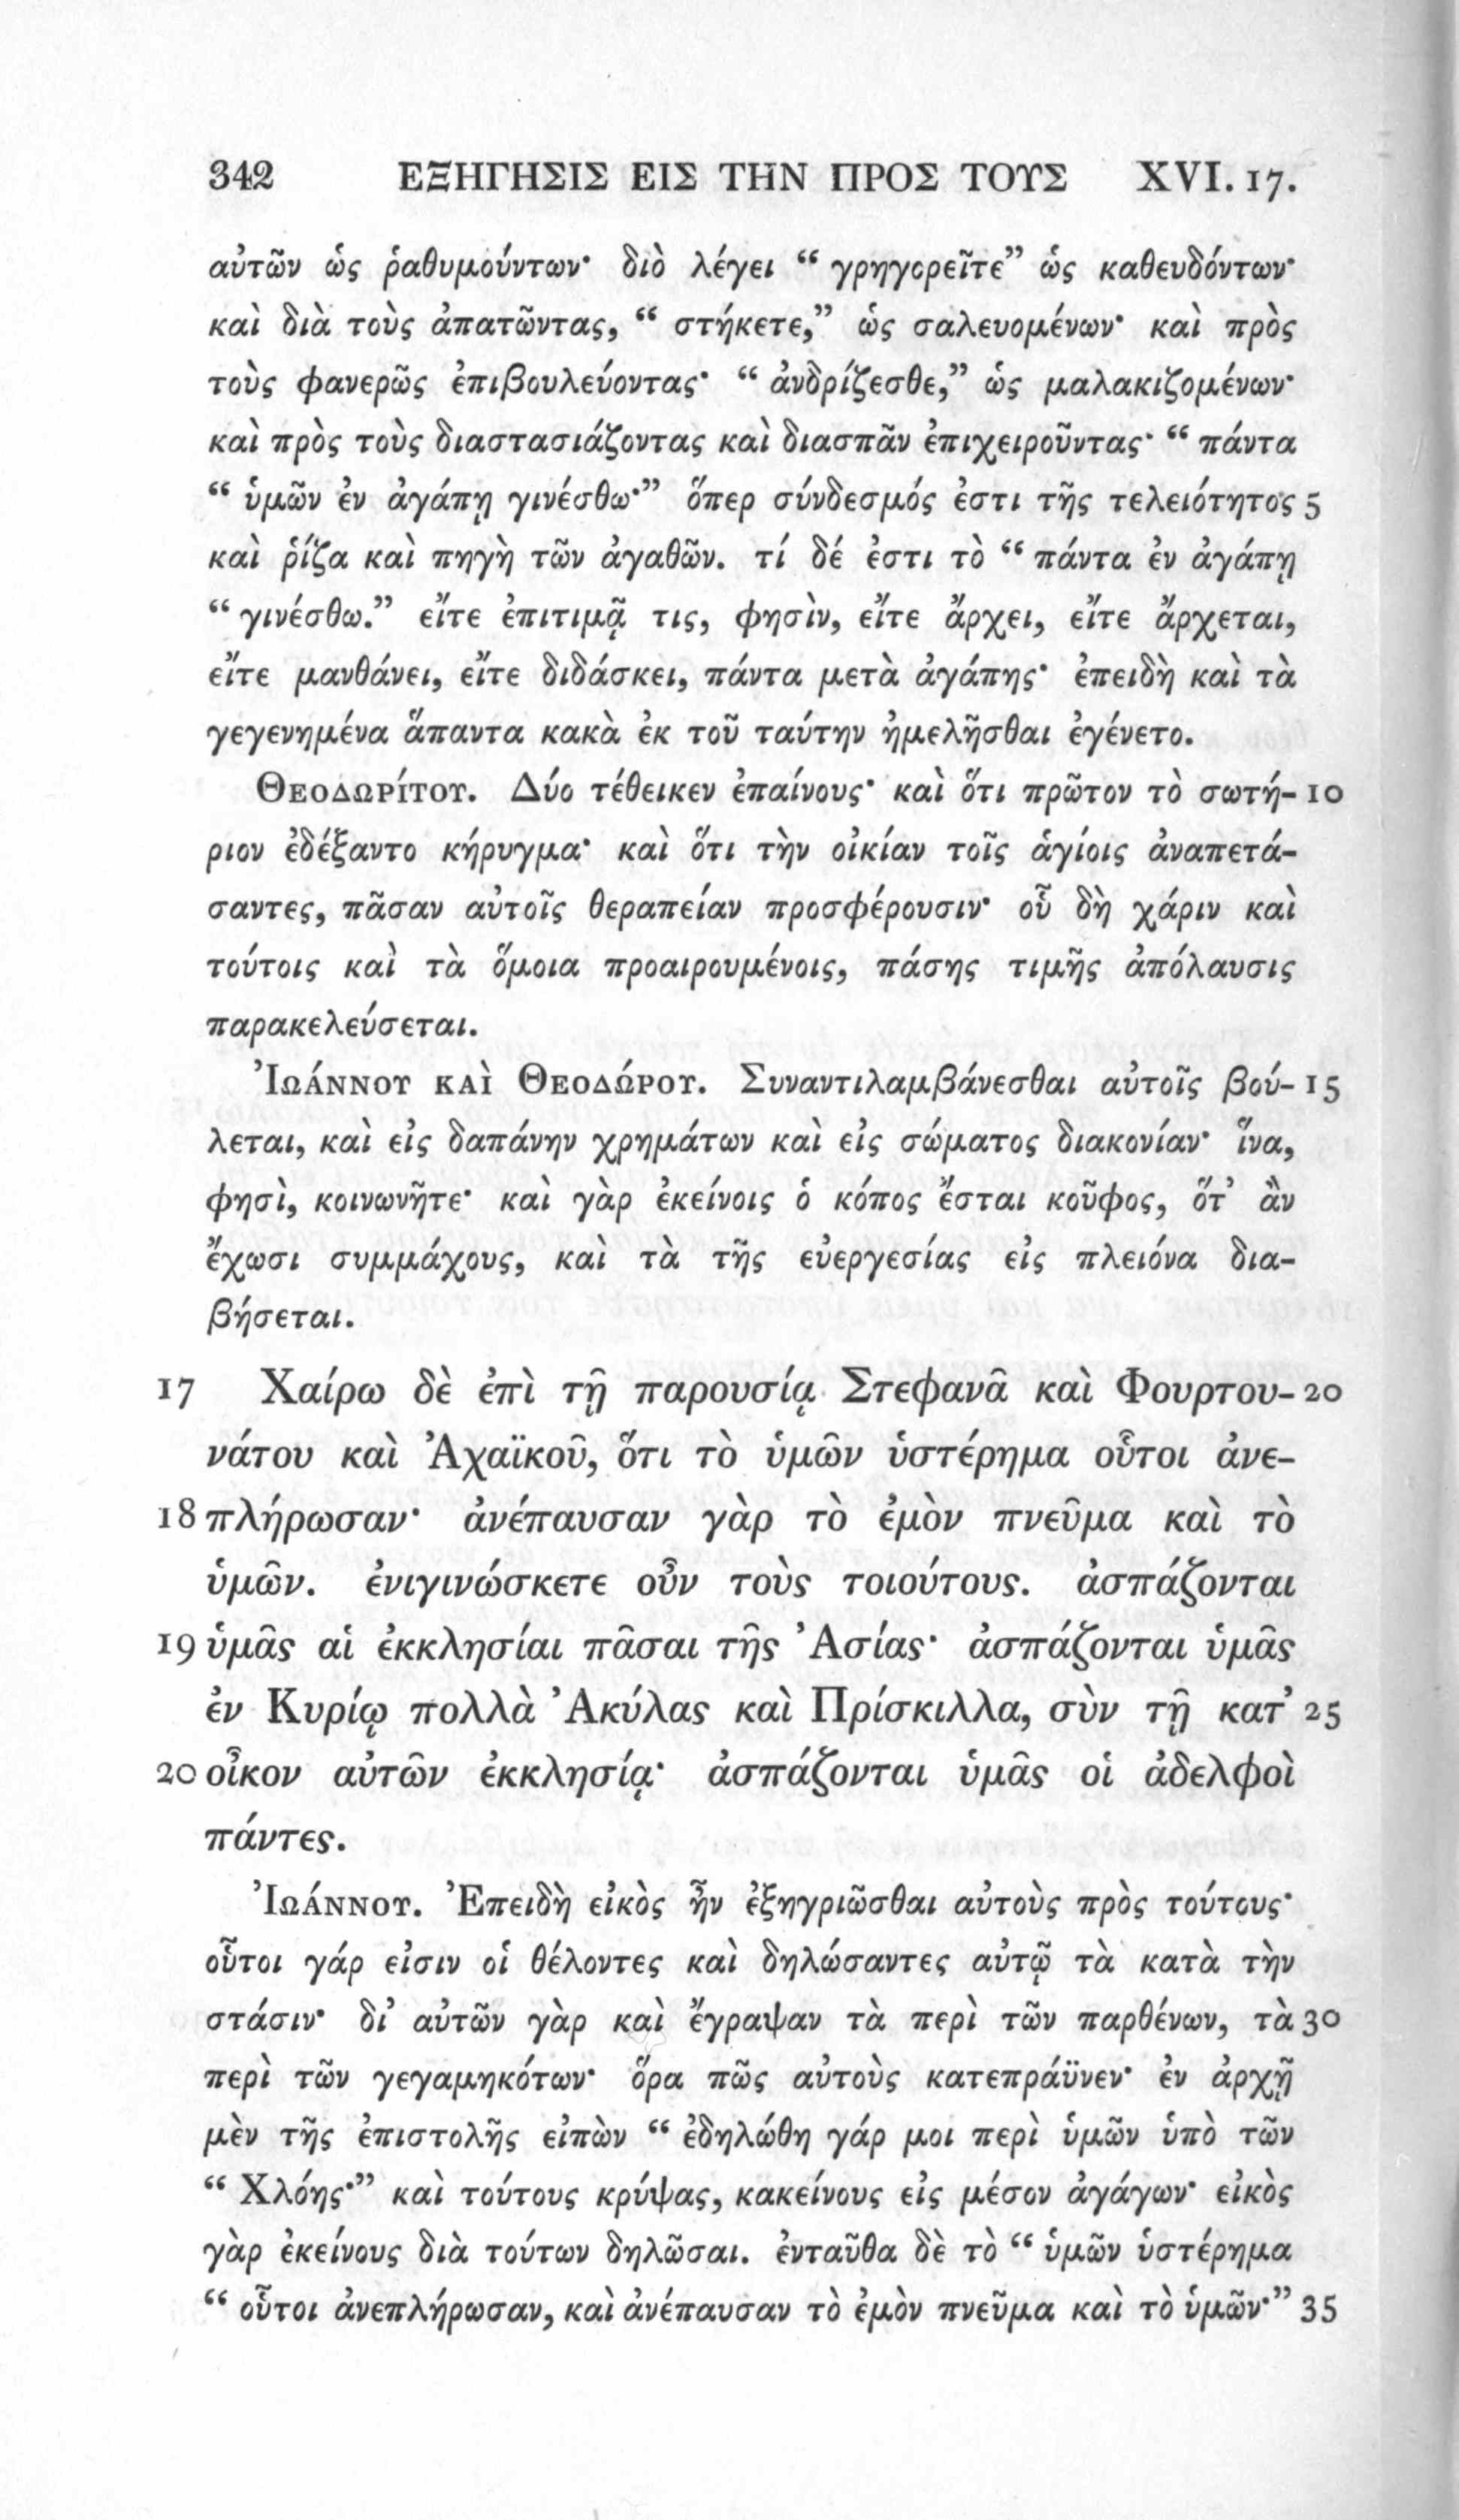 342 ΕΞΗΓΗΣΙΣ ΕΙΣ ΤΗΝ ΠΡΟΣ ΤΟΥΣ XVI. 17.
αὐτῶν ὡς ῥαθυμούντων· διὸ λέγει “ γρηγορεῖτε” ὡς καθευδόντων·
καὶ διὰ τοὺς ἀπατῶντας, “ στήκετε,” ὡς σαλευομένων· καὶ πρὸς
τοὺς φανερῶς ἐπιβουλεύοντας· “ ἀνδρίζεσθε,” ὡς μαλακιζομένων·
καὶ πρὸς τοὺς διαστασιάζοντας καὶ διασπᾶν ἐπιχειροῦντας· “ πάντα
“ ὑμῶν ἐν ἀγάπῃ γινέσθω·” ὅπερ σύνδεσμός ἐστι τῆς τελειότητος 5
καὶ ῥίζα καὶ πηγὴ τῶν ἀγαθῶν. τί δέ ἐστι τὸ “ πάντα ἐν ἀγάπῃ
“ γινέσθω.” εἴτε ἐπιτιμᾷ τις, φησὶν, εἴτε ἄρχει, εἴτε ἄρχεται,
εἴτε μανθάνει, εἴτε διδάσκει, πάντα μετὰ ἀγάπης· ἐπειδὴ καὶ τὰ
γεγενημένα ἅπαντα κακὰ ἐκ τοῦ ταύτην ἠμελῆσθαι ἐγένετο.
Θεοδωρίτου. Δύο τέθεικεν ἐπαίνους· καὶ ὅτι πρῶτον τὸ σωτή- 10
ριον ἐδέξαντο κήρυγμα· καὶ ὅτι τὴν οἰκίαν τοῖς ἁγίοις ἀναπετά-
σαντες, πᾶσαν αὐτοῖς θεραπείαν προσφέρουσιν· οὗ δὴ χάριν καὶ
τούτοις καὶ τὰ ὅμοια προαιρουμένοις, πάσης τιμῆς ἀπόλαυσις
παρακελεύσεται.
Ἰωάννου καὶ Θεοδώρου. Συναντιλαμβάνεσθαι αὐτοῖς βού- 15
λεται, καὶ εἰς δαπάνην χρημάτων καὶ εἰς σώματος διακονίαν· ἵνα,
φησὶ, κοινωνῆτε· καὶ γὰρ ἐκείνοις ὁ κόπος ἔσται κοῦφος, ὅτ’ ἂν
ἔχωσι συμμάχους, καὶ τὰ τῆς εὐεργεσίας εἰς πλειόνα δια-
βήσεται.
17 Χαίρω δὲ ἐπὶ τῇ παρουσίᾳ Στεφανᾶ καὶ Φουρτου- 20
νάτου καὶ Ἀχαϊκοῦ, ὅτι τὸ ὑμῶν ὑστέρημα οὗτοι ἀνε-
18 πλήρωσαν· ἀνέπαυσαν γὰρ τὸ ἐμὸν πνεῦμα καὶ τὸ
ὑμῶν. ἐνιγινώσκετε οὖν τοὺς τοιούτους. ἀσπάζονται
19 ὑμᾶς αἱ ἐκκλησίαι πᾶσαι τῆς Ἀσίας· ἀσπάζονται ὑμᾶς
ἐν Κυρίῳ πολλὰ Ἀκύλας καὶ Πρίσκιλλα, σὺν τῇ κατ’ 25
20 οἶκον αὐτῶν ἐκκλησίᾳ· ἀσπάζονται ὑμᾶς οἱ ἀδελφοὶ
πάντες.
Ἰωάννου. Ἐπειδὴ εἰκὸς ἦν ἐξηγριῶσθαι αὐτοὺς πρὸς τούτους·
οὗτοι γάρ εἰσιν οἱ θέλοντες καὶ δηλώσαντες αὐτῷ τὰ κατὰ τὴν
στάσιν· δι’ αὐτῶν γὰρ καὶ ἔγραψαν τὰ περὶ τῶν παρθένων, τὰ 30
περὶ τῶν γεγαμηκότων· ὅρα πῶς αὐτοὺς κατεπράϋνεν· ἐν ἀρχῇ
μὲν τῆς ἐπιστολῆς εἰπὼν “ ἐδηλώθη γάρ μοι περὶ ὑμῶν ὑπὸ τῶν
“ Χλόης·” καὶ τούτους κρύψας, κακείνους εἰς μέσον ἀγάγων· εἰκὸς
γὰρ ἐκείνους διὰ τούτων δηλῶσαι. ἐνταῦθα δὲ τὸ “ ὑμῶν ὑστέρημα
“ οὗτοι ἀνεπλήρωσαν, καὶ ἀνέπαυσαν τὸ ἐμὸν πνεῦμα καὶ τὸ ὑμῶν·” 35